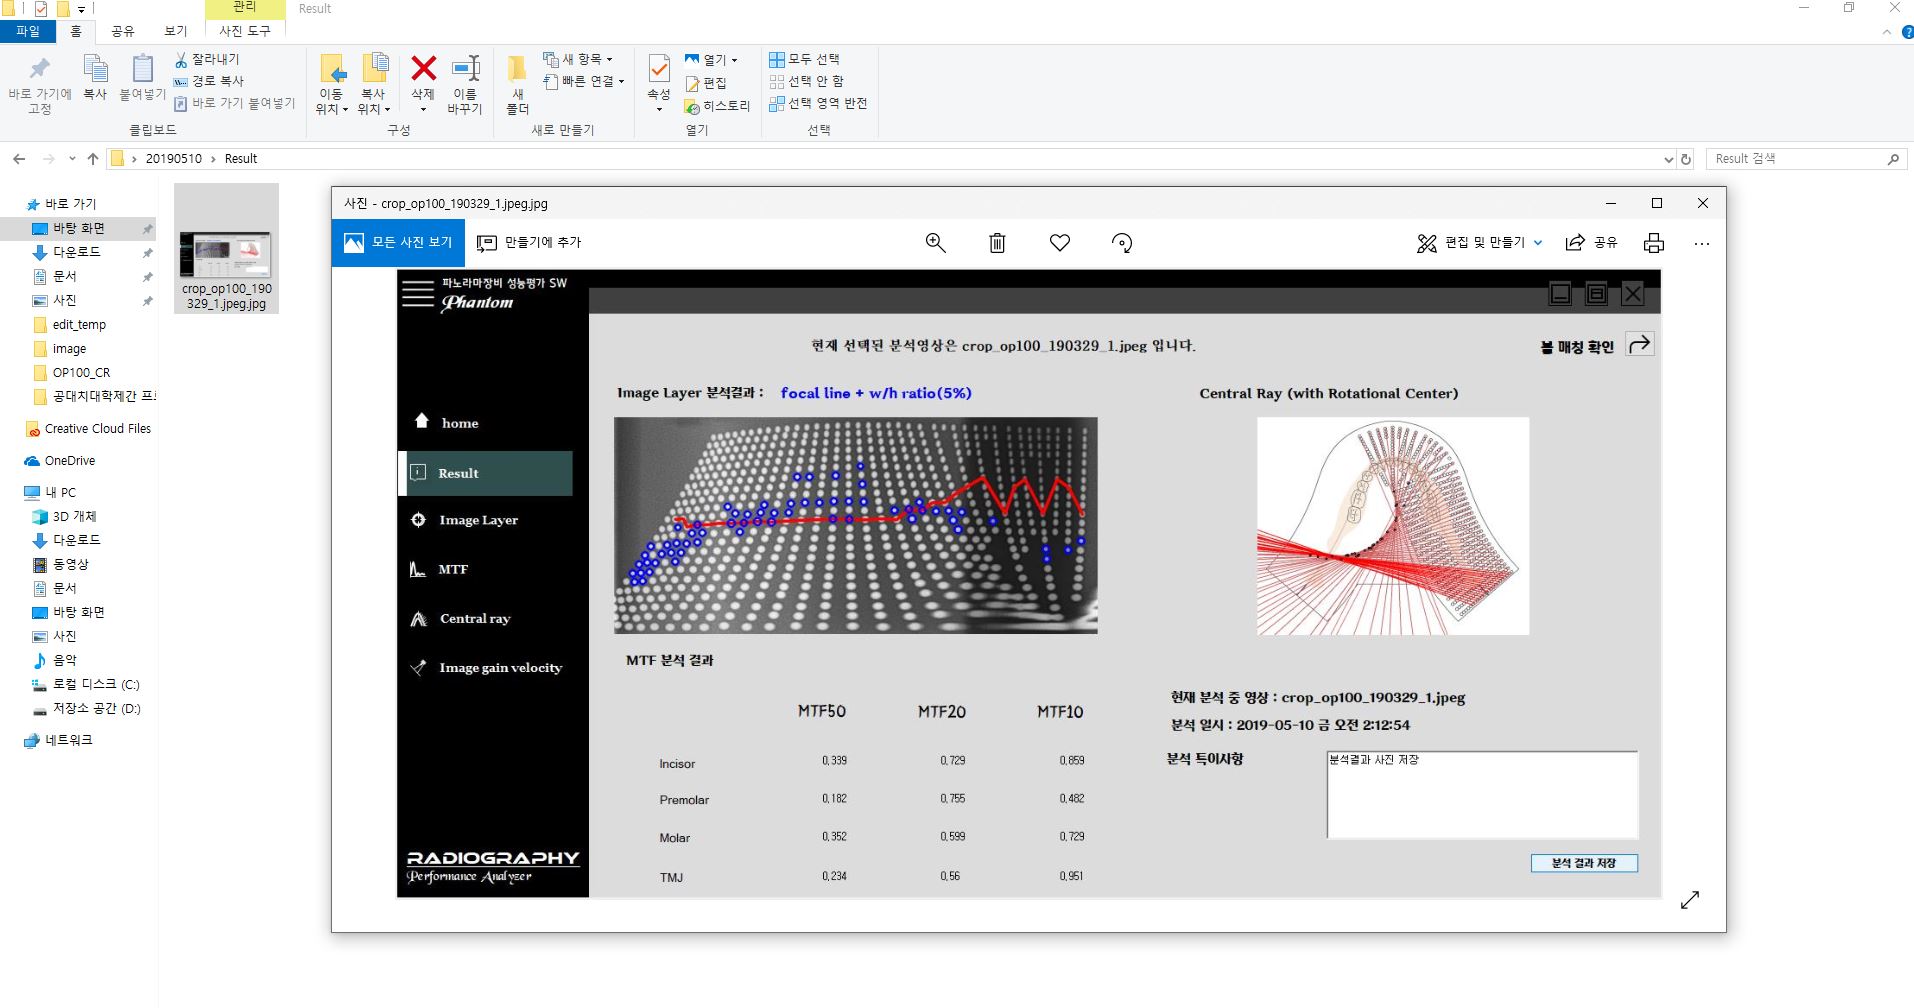 관리
Result
파일
홈
공유
보기
사진 도구
바로 가기에
고정
복사
붙여넣기
잘라내기
경로 복사
바로 가기 붙여넣기
클립보드
이동
위치
복사
위치
삭제
이름
바꾸기
구성
새
폴더
새 항목
빠른 연결
새로 만들기
속성
열기
편집
히스토리
열기
모두 선택
선택 안 함
선택 영역 반전
선택
20190510 › Result
Result 검색
바로 가기
바탕 화면
다운로드
문서
사진
edit_temp
image
OP100_CR
공대치대학제간 프
Creative Cloud Files
OneDrive
내 PC
3D 개체
다운로드
동영상
문서
바탕 화면
사진
음악
로컬 디스크 (C:)
저장소 공간 (D:)
네트워크
crop_op100_190
329_1.jpeg.jpg
사진 - crop_op100_190329_1.jpeg.jpg
모든 사진 보기
만들기에 추가
편집 및 만들기
공유
파노라마장비 성능평가 SW
Phantom
home
Result
Image Layer
MTF
Central ray
Image gain velocity
RADIOGRAPHY
Performance Analyzer
현재 선택된 분석영상은 crop_op100_190329_1.jpeg 입니다.
볼 매칭 확인
Image Layer 분석결과 : focal line + w/h ratio(5%)
Central Ray (with Rotational Center)
MTF 분석 결과
MTF50 MTF20 MTF10
Incisor 0,339 0,729 0,859
Premolar 0,182 0,755 0,482
Molar 0,352 0,599 0,729
TMJ 0,234 0,56 0,951
현재 분석 중 영상 : crop_op100_190329_1.jpeg
분석 일시 : 2019-05-10 금 오전 2:12:54
분석 특이사항
분석결과 사진 저장
분석 결과 저장